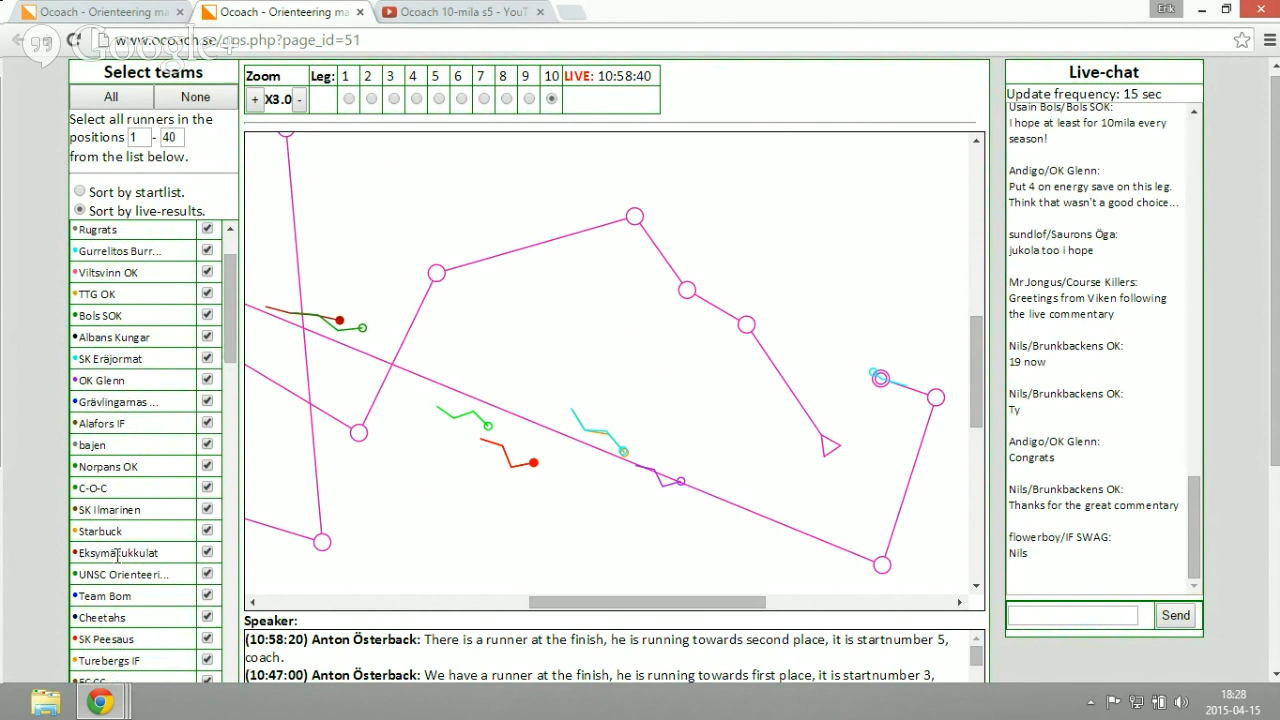 Ocoach - Orienteering ma
Ocoach - Orienteering ma
Ocoach 10-mila s5 - YouT
Erik
www.ocoach.se/
.php?page_id=51
Google+
Select teams
All
None
Select all runners in the
positions 1 - 40
from the list below.
Sort by startlist.
Sort by live-results.
Rugrats
Gurrelitos Burr...
Viltsvinn OK
TTG OK
Bols SOK
Albans Kungar
SK Eräjormat
OK Glenn
Grävlingarnas ...
Alafors IF
bajen
Norpans OK
C-O-C
SK Ilmarinen
Starbuck
UNSC Orienteeri...
Team Bom
Cheetahs
SK Peesaus
Turebergs IF
Zoom
Leg: 1 2 3 4 5 6 7 8 9 10
LIVE: 10:58:40
+ X3.0 -
Speaker:
(10:58:20) Anton Österback: There is a runner at the finish, he is running towards second place, it is startnumber 5,
coach.
(10:47:00) Anton Österback: We have a runner at the finish, he is running towards first place, it is startnumber 3,
Live-chat
Update frequency: 15 sec
Usain Bols/Bols SOK:
I hope at least for 10mila every
season!
Andigo/OK Glenn:
Put 4 on energy save on this leg.
Think that wasn't a good choice...
sundlof/Saurons Öga:
jukola too i hope
Mr.Jongus/Course Killers:
Greetings from Viken following
the live commentary
Nils/Brunkbackens OK:
19 now
Nils/Brunkbackens OK:
Ty
Andigo/OK Glenn:
Congrats
Nils/Brunkbackens OK:
Thanks for the great commentary
flowerboy/IF SWAG:
Nils
Send
18:28
2015-04-15